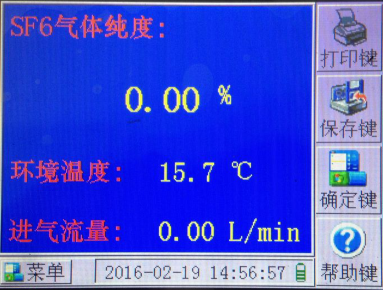 SF6气体纯度:
0.00 %
环境温度: 15.7 ℃
进气流量: 0.00 L/min
菜单 2016-02-19 14:56:57
打印键
保存键
确定键
帮助键